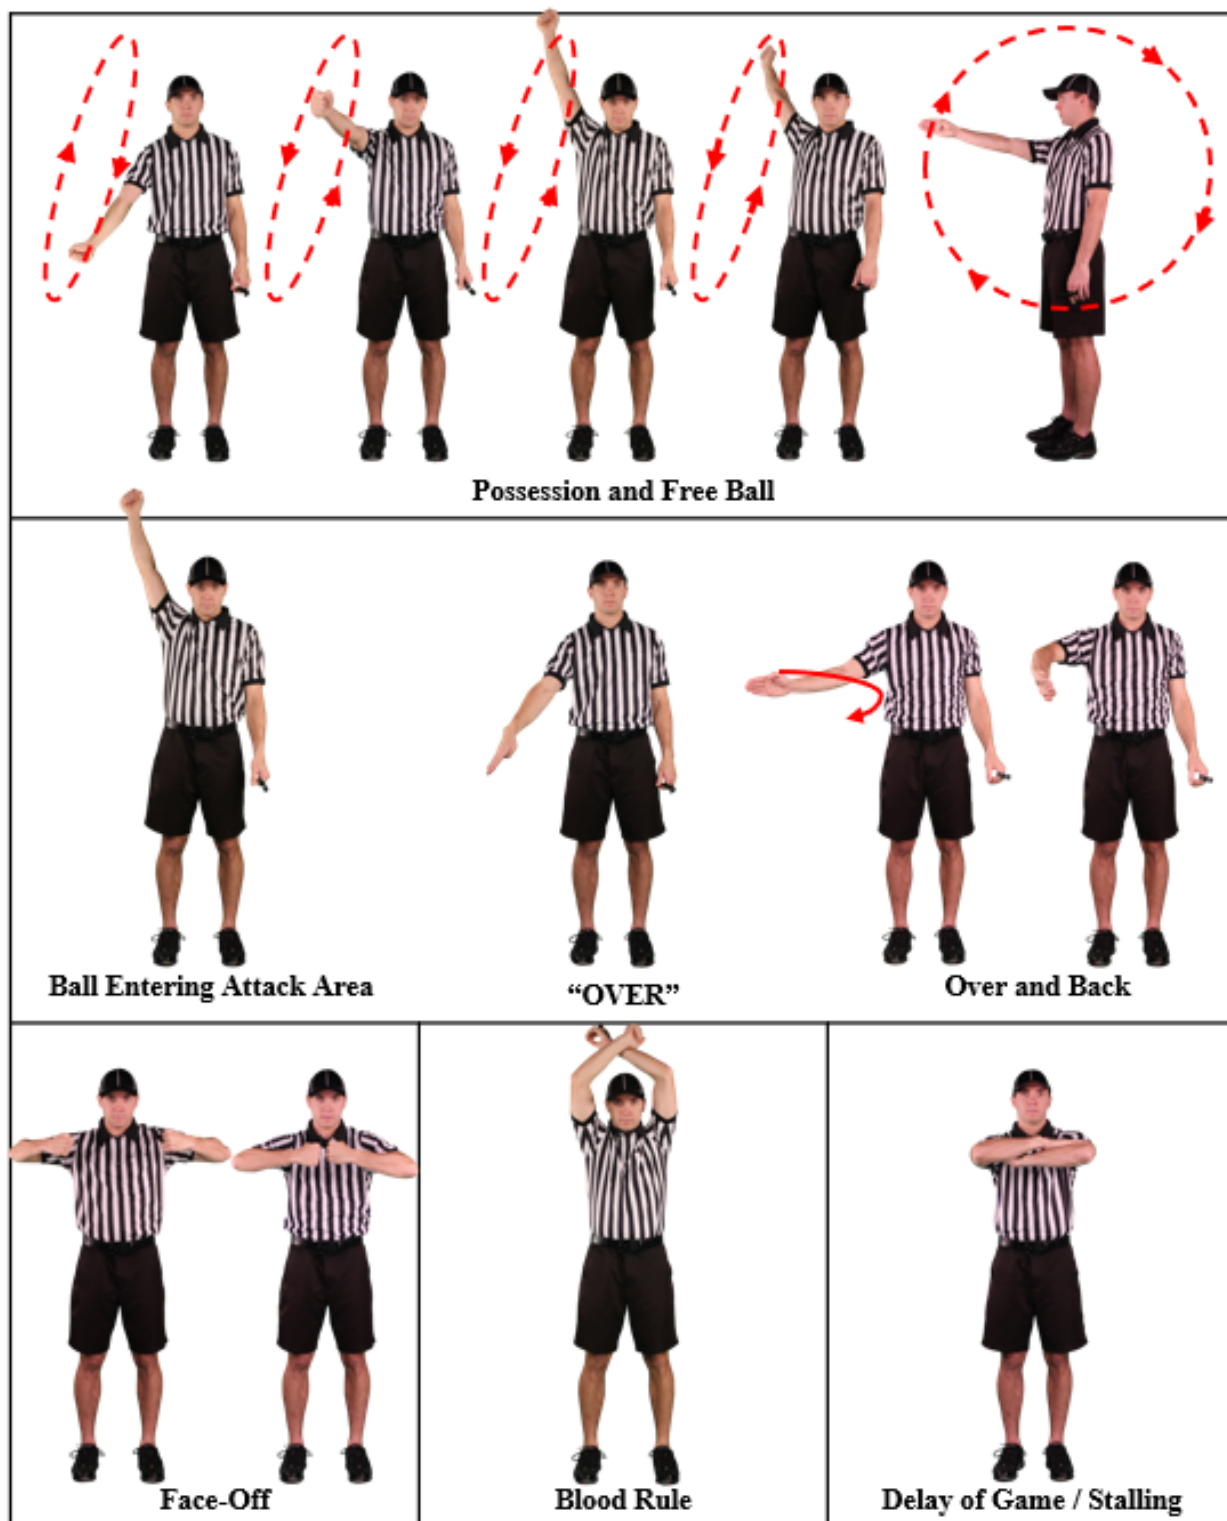 Possession and Free Ball
Ball Entering Attack Area
“OVER”
Over and Back
Face-Off
Blood Rule
Delay of Game / Stalling